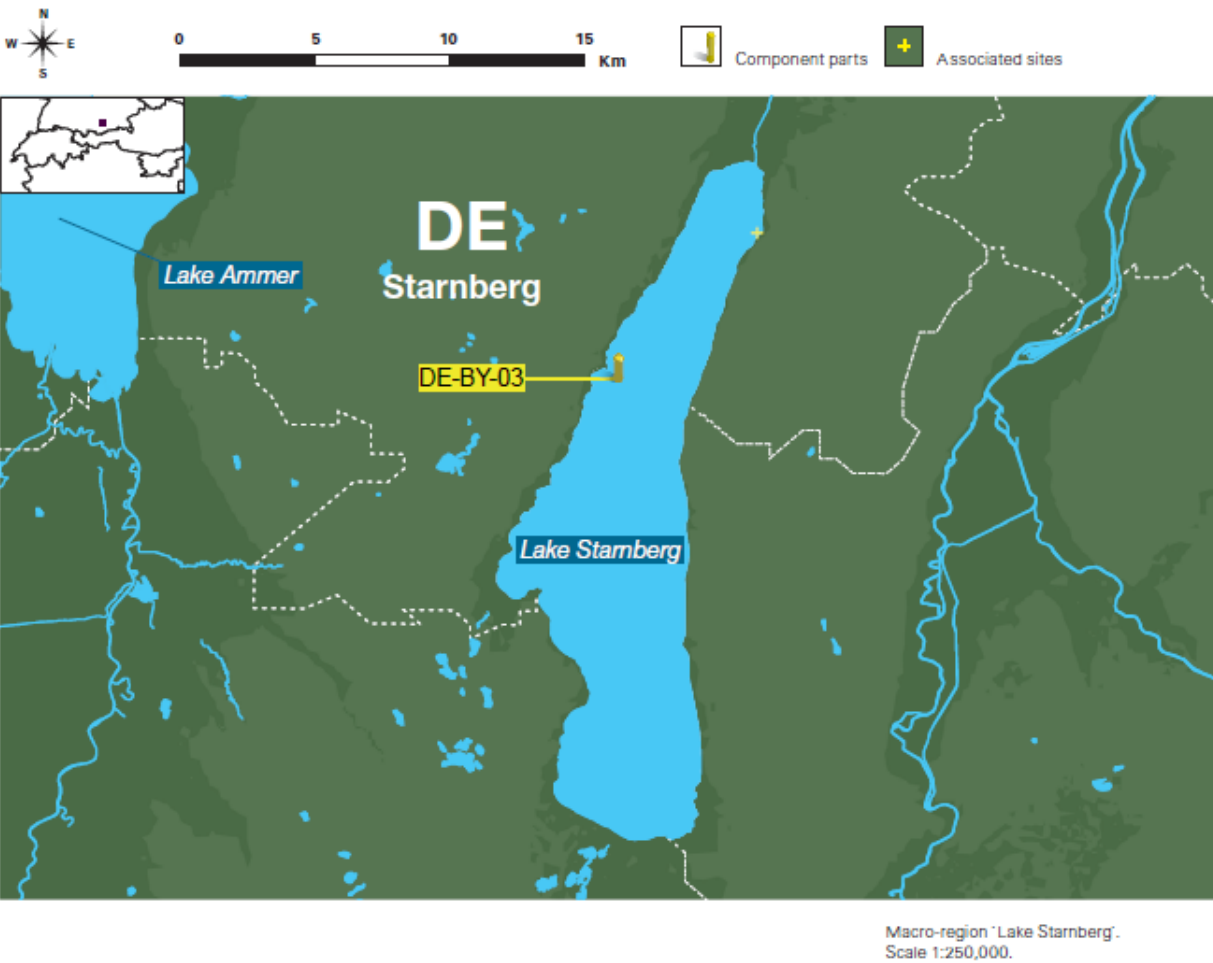 N
W E
S
0 5 10 15
Km
Component parts
Associated sites
DE
Starnberg
Lake Ammer
DE-BY-03
Lake Starnberg
Macro-region 'Lake Starnberg'.
Scale 1:250,000.